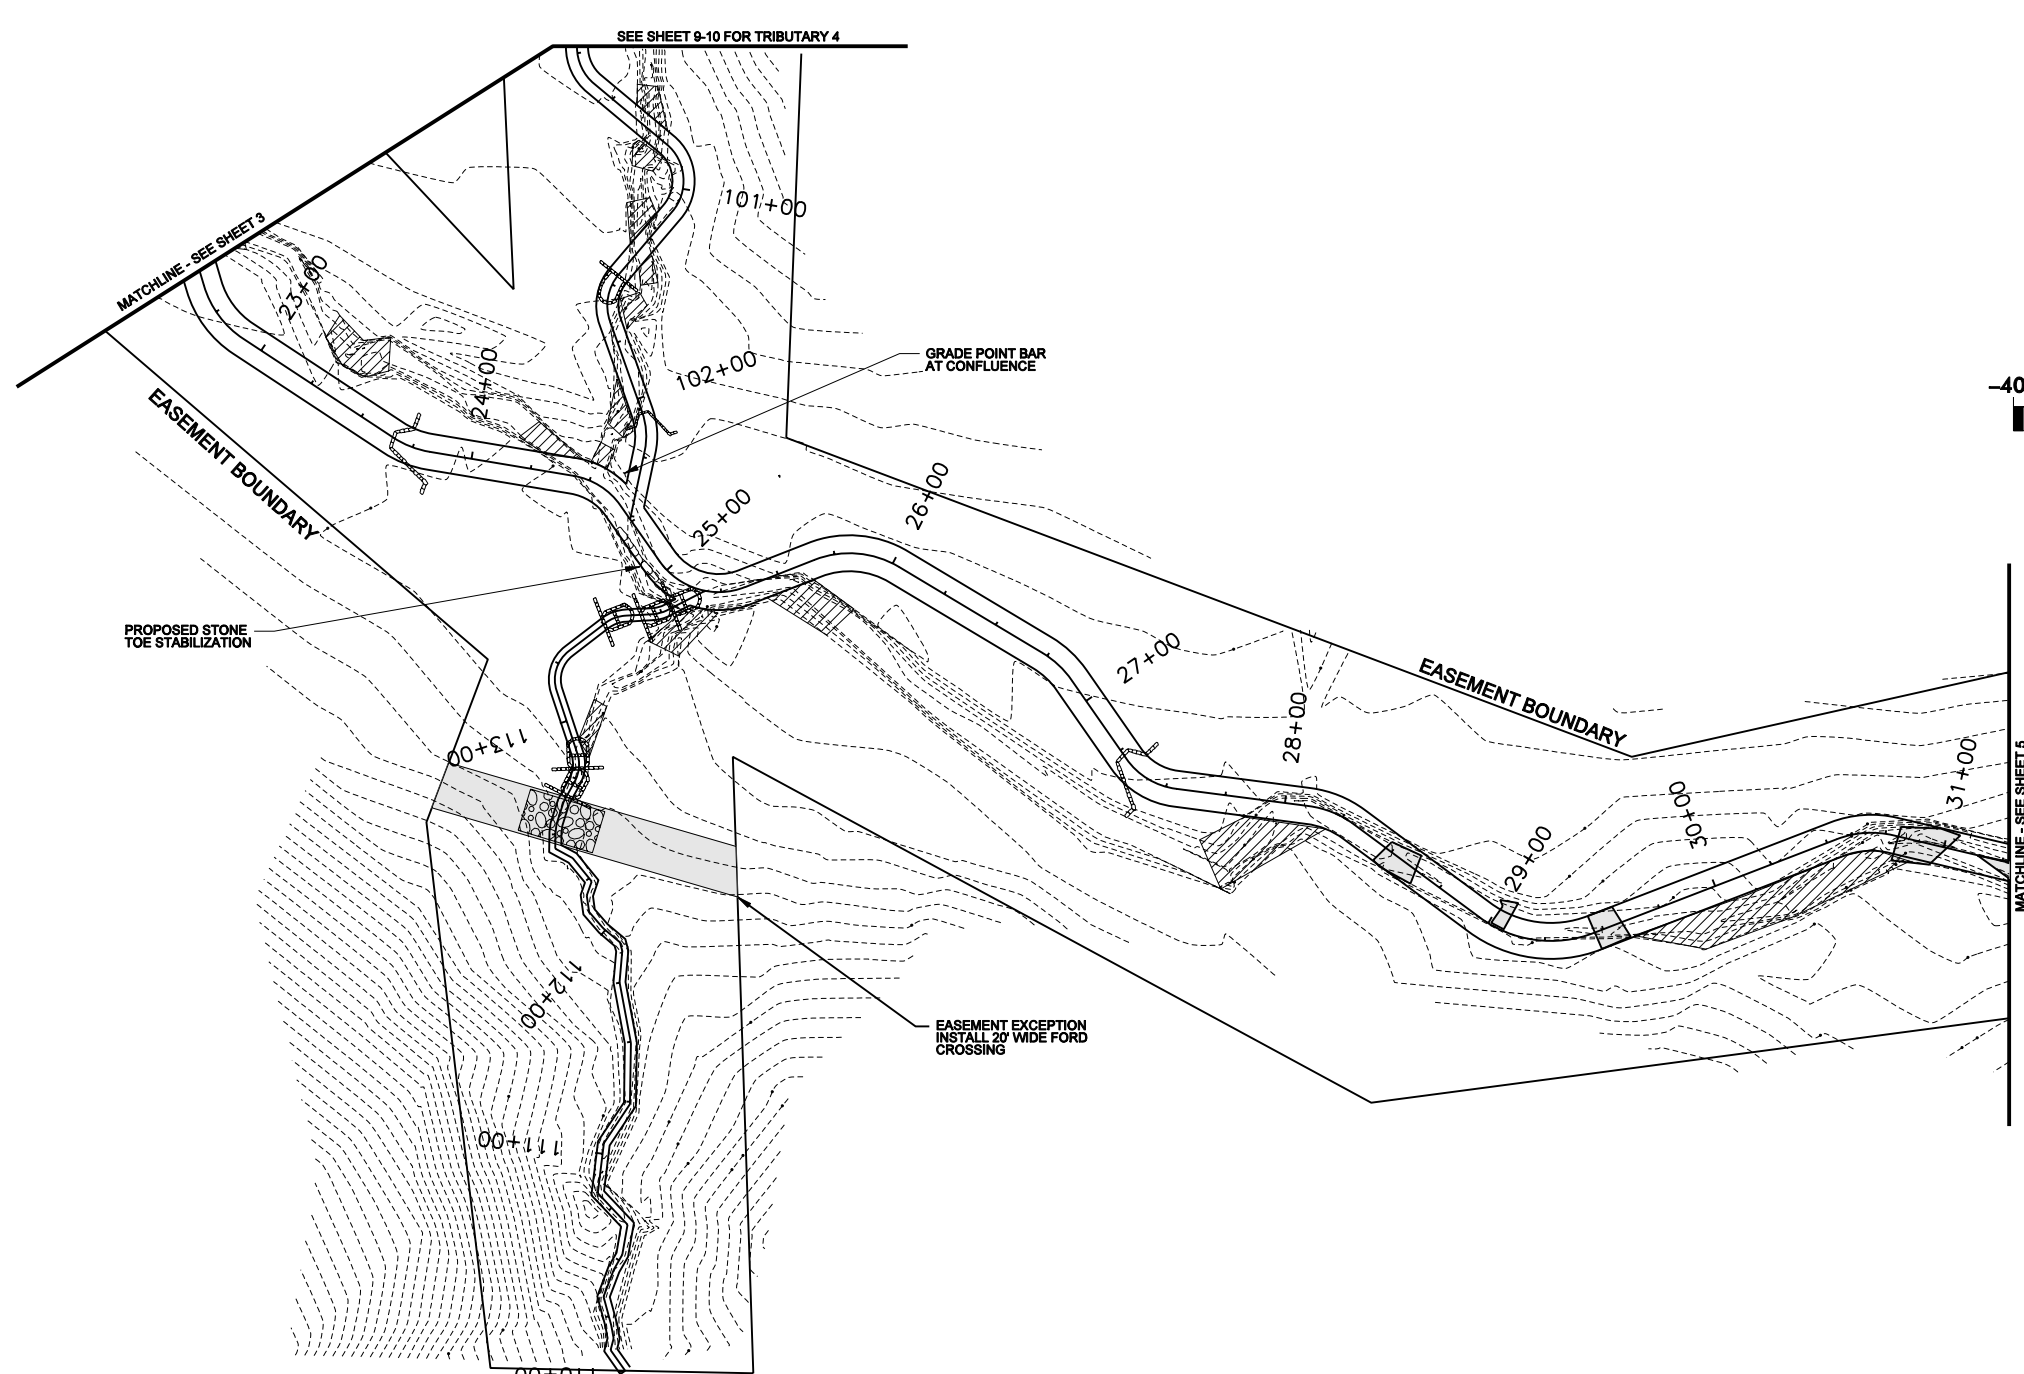 SEE SHEET 9-10 FOR TRIBUTARY 4
MATCHLINE - SEE SHEET 3
101+00
23+00
GRADE POINT BAR
AT CONFLUENCE
102+00
24+00
-40
EASEMENT BOUNDARY
25+00
26+00
PROPOSED STONE
TOE STABILIZATION
27+00
EASEMENT BOUNDARY
28+00
113+00
31+00
30+00
29+00
MATCHLINE - SEE SHEET 5
112+00
EASEMENT EXCEPTION
INSTALL 20' WIDE FORD
CROSSING
111+00
110+00